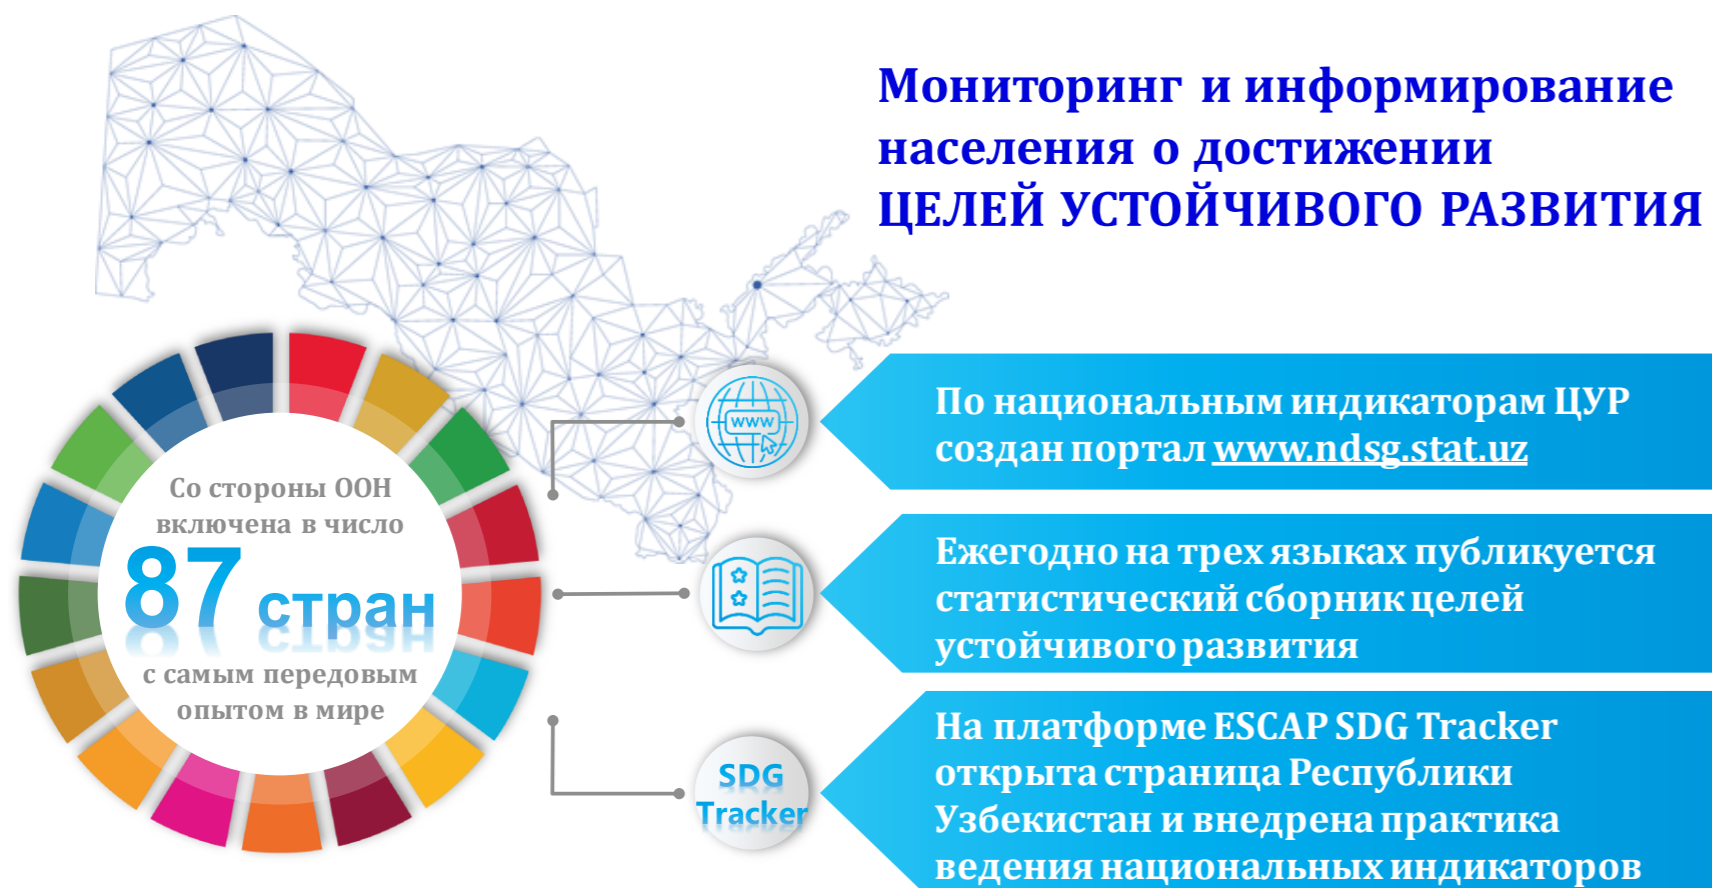 Мониторинг и информирование
населения о достижении
ЦЕЛЕЙ УСТОЙЧИВОГО РАЗВИТИЯ
Со стороны ООН
включена в число
87 стран
с самым передовым
опытом в мире
www
По национальным индикаторам ЦУР
создан портал www.ndsg.stat.uz
Ежегодно на трех языках публикуется
статистический сборник целей
устойчивого развития
SDG
Tracker
На платформе ESCAP SDG Tracker
открыта страница Республики
Узбекистан и внедрена практика
ведения национальных индикаторов